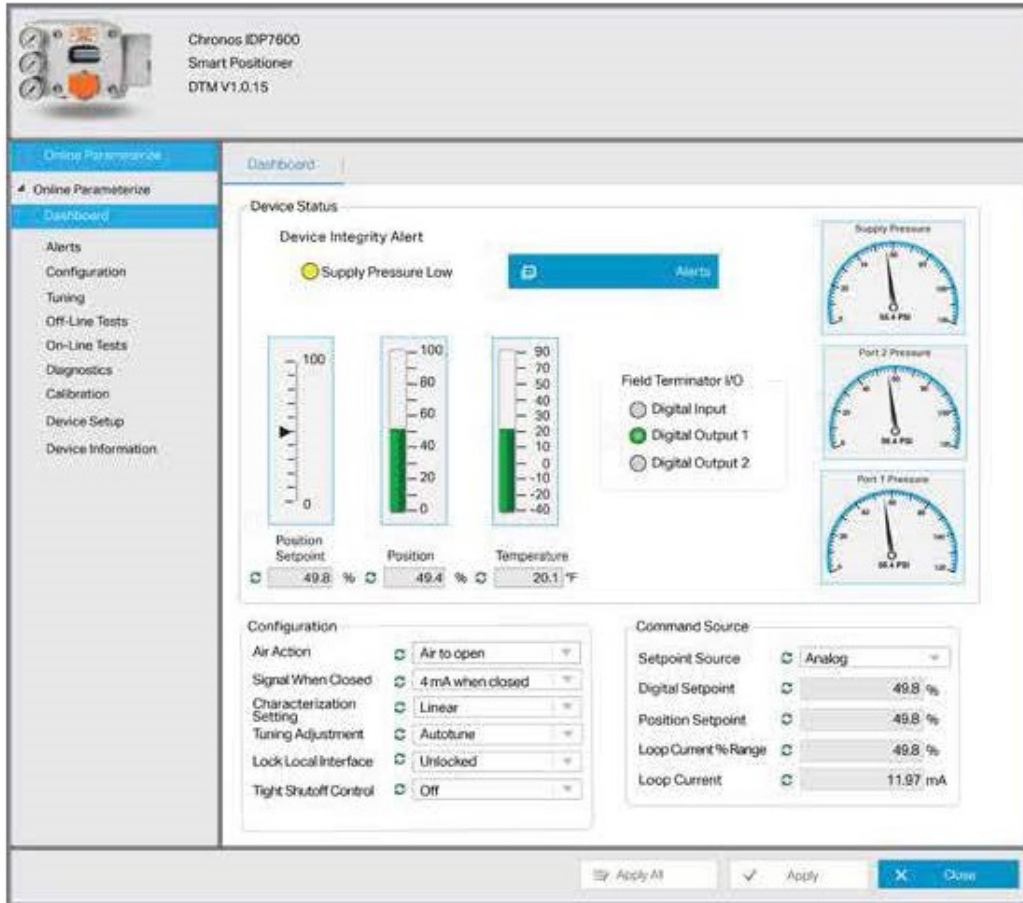 Chronos IDP7600
Smart Positioner
DTM V1.0.15
Online Parameterize
Online Parameterize
Dashboard
Alerts
Configuration
Tuning
Off-Line Tests
On-Line Tests
Diagnostics
Calibration
Device Setup
Device Information
Dashboard
Device Status
Device Integrity Alert
Supply Pressure Low
Alerts
100
0
Position Setpoint
49.8 %
100
80
60
40
20
0
Position
49.4 %
90
70
50
40
30
20
10
0
-10
-20
-40
Temperature
20.1 °F
Field Terminator I/O
Digital Input
Digital Output 1
Digital Output 2
Supply Pressure
PSI
Port 2 Pressure
PSI
Port 1 Pressure
PSI
Configuration
Air Action Air to open
Signal When Closed 4 mA when closed
Characterization Setting Linear
Tuning Adjustment Autotune
Lock Local Interface Unlocked
Tight Shutoff Control Off
Command Source
Setpoint Source Analog
Digital Setpoint 49.8 %
Position Setpoint 49.8 %
Loop Current % Range 49.8 %
Loop Current 11.97 mA
Apply All
Apply
Close